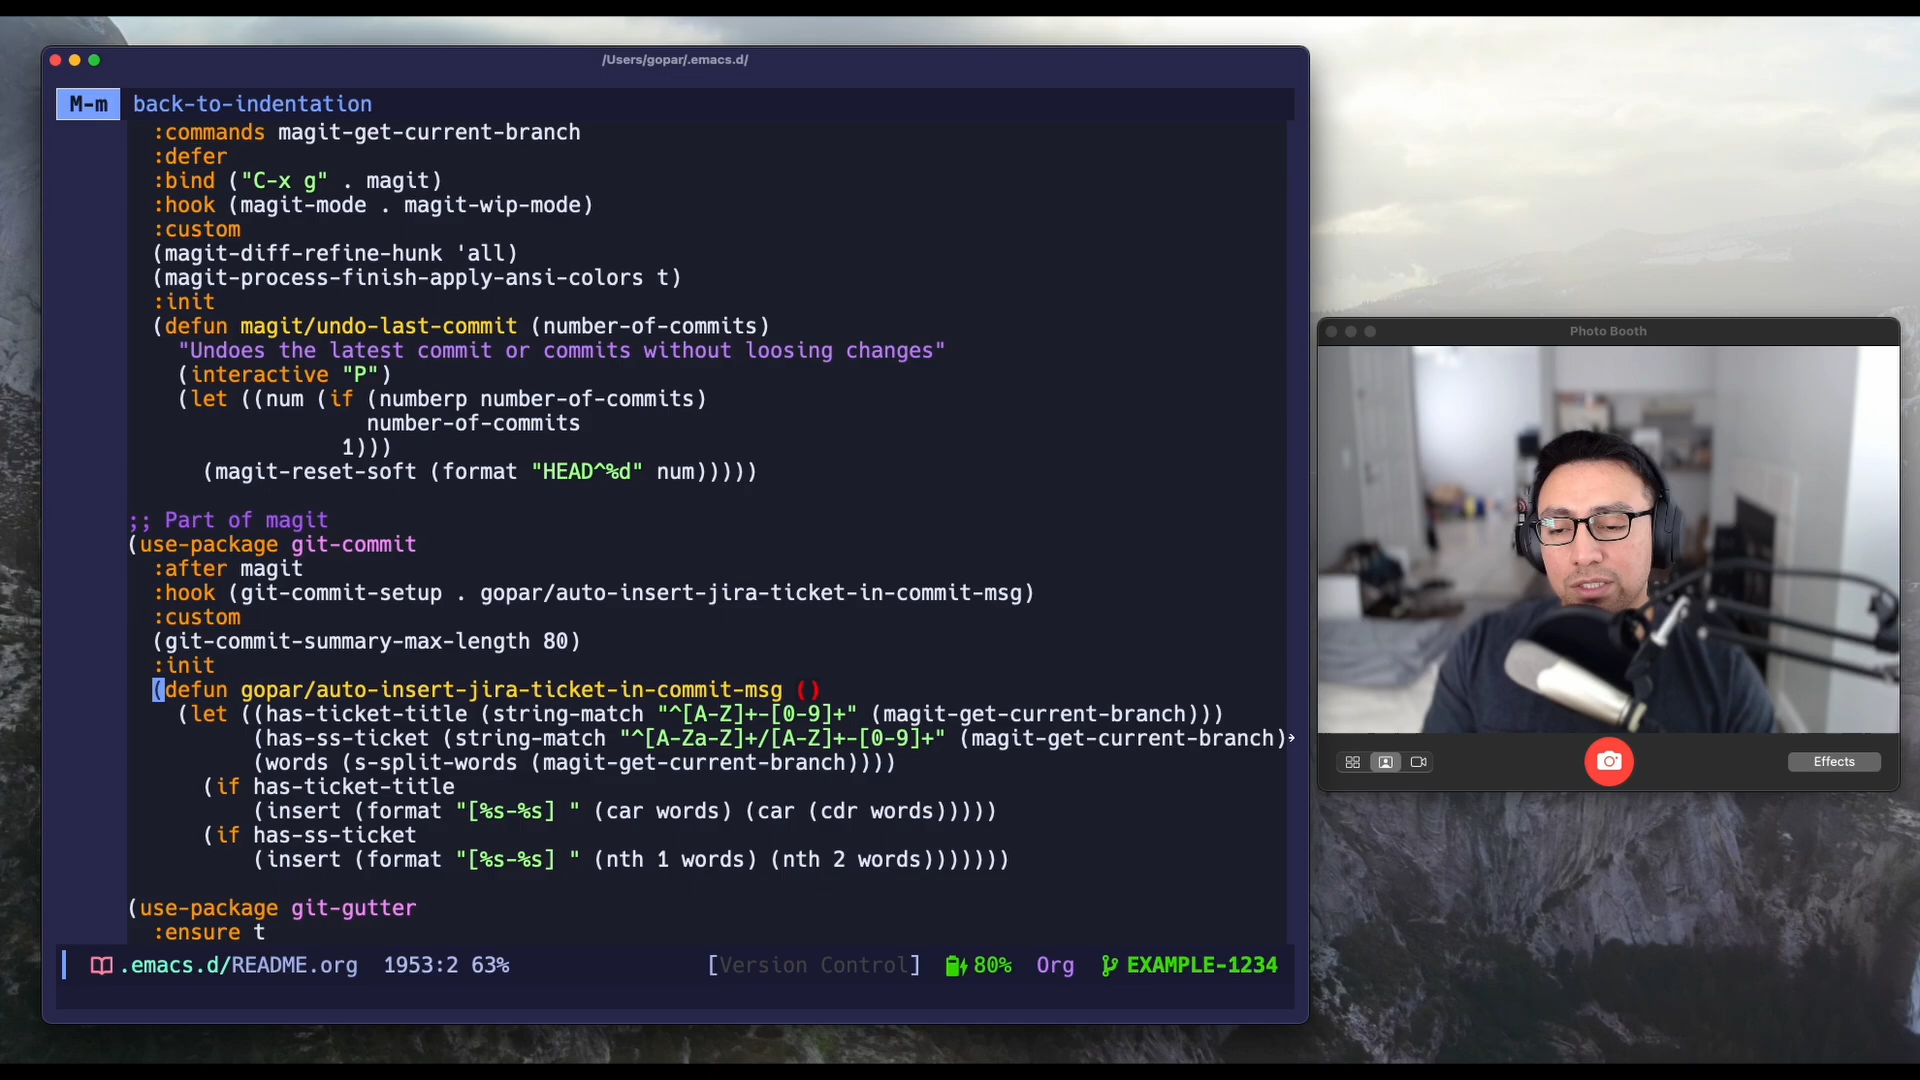 /Users/gopar/.emacs.d/
M-m back-to-indentation
:commands magit-get-current-branch
:defer
:bind ("C-x g" . magit)
:hook (magit-mode . magit-wip-mode)
:custom
(magit-diff-refine-hunk 'all)
(magit-process-finish-apply-ansi-colors t)
:init
(defun magit/undo-last-commit (number-of-commits)
"Undoes the latest commit or commits without loosing changes"
(interactive "P")
(let ((num (if (numberp number-of-commits)
number-of-commits
1)))
(magit-reset-soft (format "HEAD^%d" num)))))
;; Part of magit
(use-package git-commit
:after magit
:hook (git-commit-setup . gopar/auto-insert-jira-ticket-in-commit-msg)
:custom
(git-commit-summary-max-length 80)
:init
(defun gopar/auto-insert-jira-ticket-in-commit-msg ()
(let ((has-ticket-title (string-match "^[A-Z]+-[0-9]+" (magit-get-current-branch)))
(has-ss-ticket (string-match "^[A-Za-z]+/[A-Z]+-[0-9]+" (magit-get-current-branch)
(words (s-split-words (magit-get-current-branch))))
(if has-ticket-title
(insert (format "[%s-%s] " (car words) (car (cdr words)))))
(if has-ss-ticket
(insert (format "[%s-%s] " (nth 1 words) (nth 2 words)))))))
(use-package git-gutter
:ensure t
.emacs.d/README.org 1953:2 63% [Version Control] 80% Org EXAMPLE-1234
Photo Booth
Effects